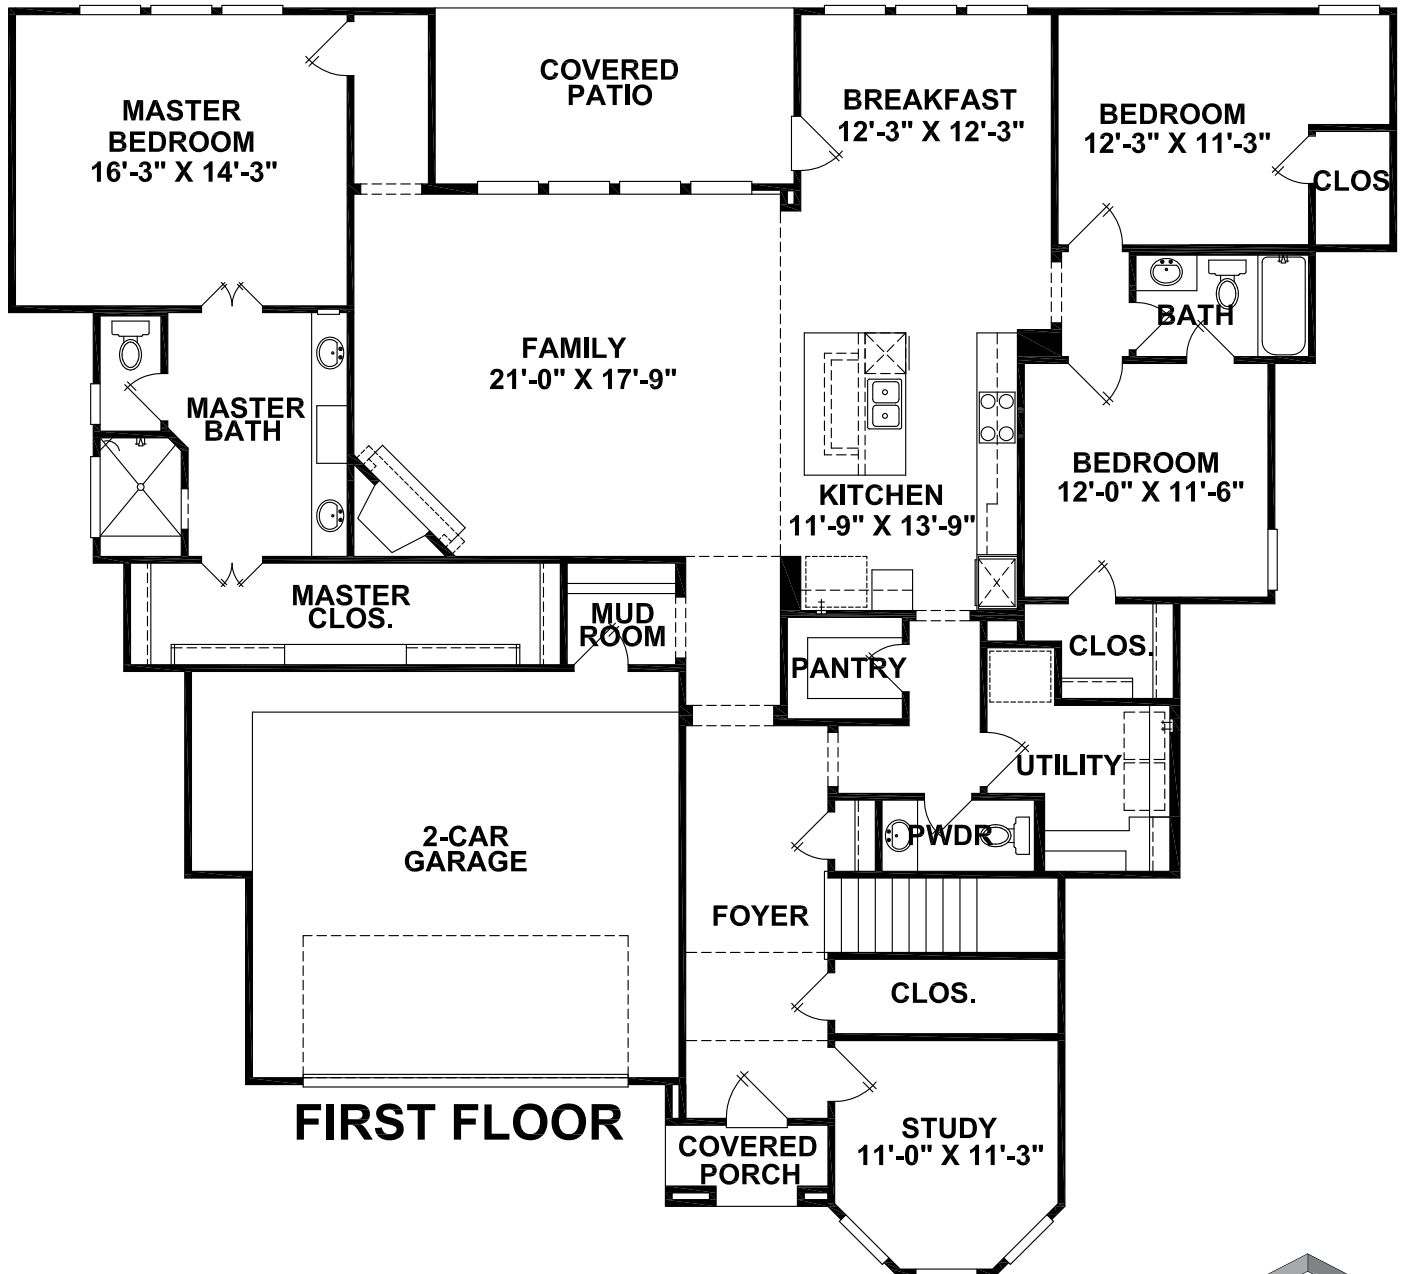 COVERED
PATIO
MASTER
BEDROOM
16'-3" X 14'-3"
BREAKFAST
12'-3" X 12'-3"
BEDROOM
12'-3" X 11'-3"
CLOS.
BATH
FAMILY
21'-0" X 17'-9"
MASTER
BATH
KITCHEN
11'-9" X 13'-9"
BEDROOM
12'-0" X 11'-6"
MASTER
CLOS.
MUD
ROOM
PANTRY
CLOS.
UTILITY
2-CAR
GARAGE
PWDR
FOYER
CLOS.
FIRST FLOOR
COVERED
PORCH
STUDY
11'-0" X 11'-3"